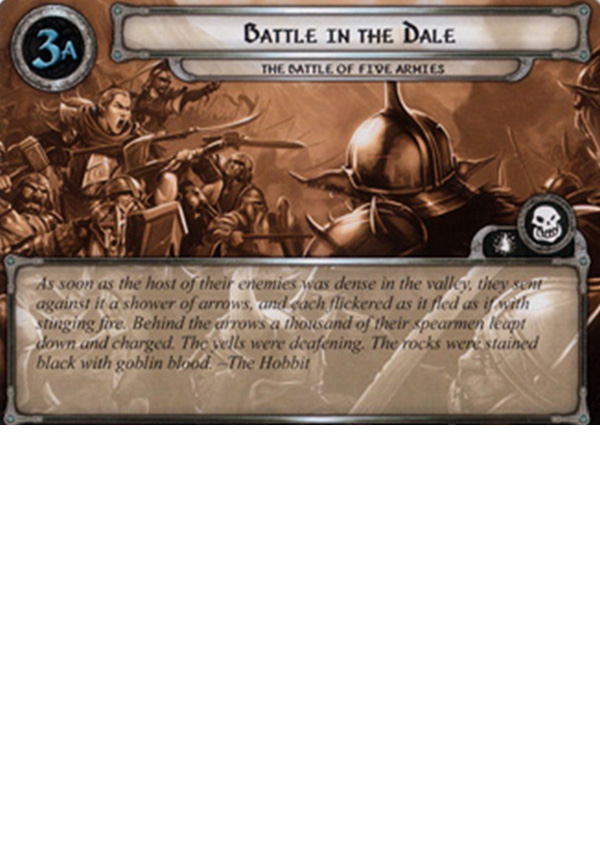 3A
Battle in the Dale
The Battle of Five Armies
As soon as the host of their enemies was dense in the valley, they sent
against it a shower of arrows, and each flickered as it fled as if with
stinging fire. Behind the arrows a thousand of their spearmen leapt
down and charged. The yells were deafening. The rocks were stained
black with goblin blood. –The Hobbit